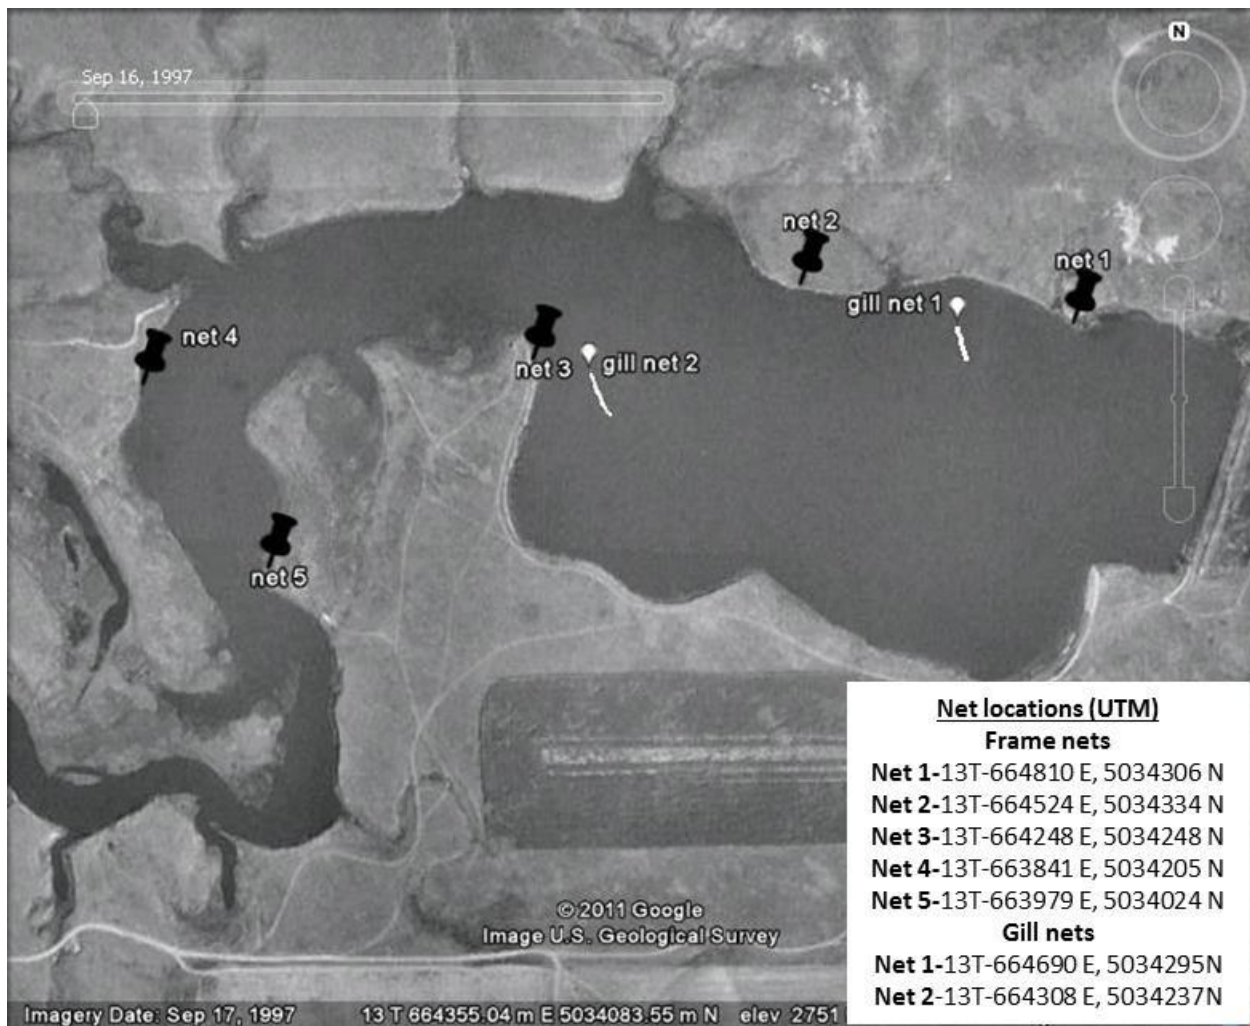 N
Sep 16, 1997
net 2
net 1
gill net 1
net 4
net 3
gill net 2
net 5
Net locations (UTM)
Frame nets
Net 1-13T-664810 E, 5034306 N
Net 2-13T-664524 E, 5034334 N
Net 3-13T-664248 E, 5034248 N
Net 4-13T-663841 E, 5034205 N
Net 5-13T-663979 E, 5034024 N
Gill nets
Net 1-13T-664690 E, 5034295N
Net 2-13T-664308 E, 5034237N
© 2011 Google
Image U.S. Geological Survey
Imagery Date: Sep 17, 1997 13 T 664355.04 m E 5034083.55 m N elev 2751